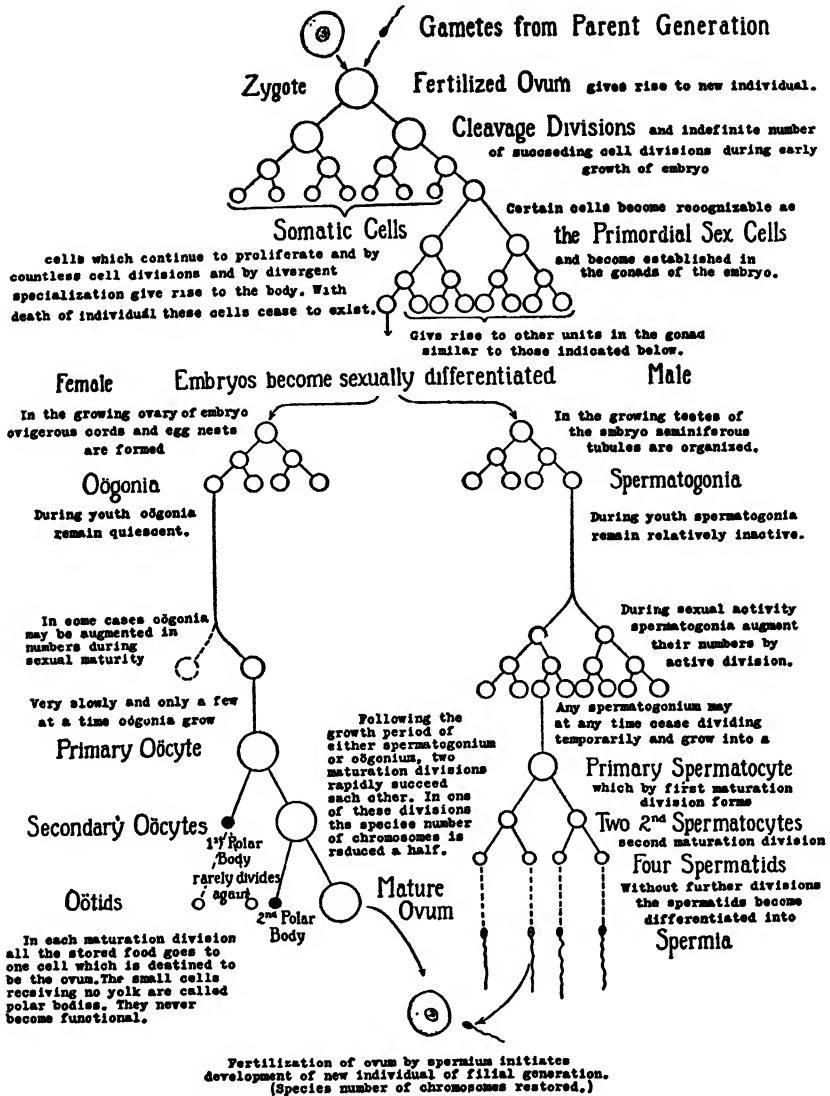 Gametes from Parent Generation
Zygote
Fertilized Ovum gives rise to new individual.
Cleavage Divisions and indefinite number
of succeeding cell divisions during early
growth of embryo
Somatic Cells
cells which continue to proliferate and by
countless cell divisions and by divergent
specialization give rise to the body. With
death of individual these cells cease to exist.
Certain cells become recognizable as
the Primordial Sex Cells
and become established in
the gonads of the embryo.
Give rise to other units in the gonad
similar to those indicated below.
Female
Embryos become sexually differentiated
Male
In the growing ovary of embryo
ovigerous cords and egg nests
are formed
Oögonia
During youth oögonia
remain quiescent.
In some cases oögonia
may be augmented in
numbers during
sexual maturity
Very slowly and only a few
at a time oögonia grow
Primary Oöcyte
Secondary Oöcytes
1st Polar
Body
rarely divides
again
Oötids
2nd Polar
Body
Mature
Ovum
In each maturation division
all the stored food goes to
one cell which is destined to
be the ovum. The small cells
receiving no yolk are called
polar bodies. They never
become functional.
Following the
growth period of
either spermatogonium
or oögonium, two
maturation divisions
rapidly succeed
each other. In one
of these divisions
the species number
of chromosomes is
reduced a half.
In the growing testes of
the embryo seminiferous
tubules are organized.
Spermatogonia
During youth spermatogonia
remain relatively inactive.
During sexual activity
spermatogonia augment
their numbers by
active division.
Any spermatogonium may
at any time cease dividing
temporarily and grow into a
Primary Spermatocyte
which by first maturation
division forms
Two 2nd Spermatocytes
second maturation division
Four Spermatids
Without further divisions
the spermatids become
differentiated into
Spermia
Fertilization of ovum by spermium initiates
development of new individual of filial generation.
(Species number of chromosomes restored.)